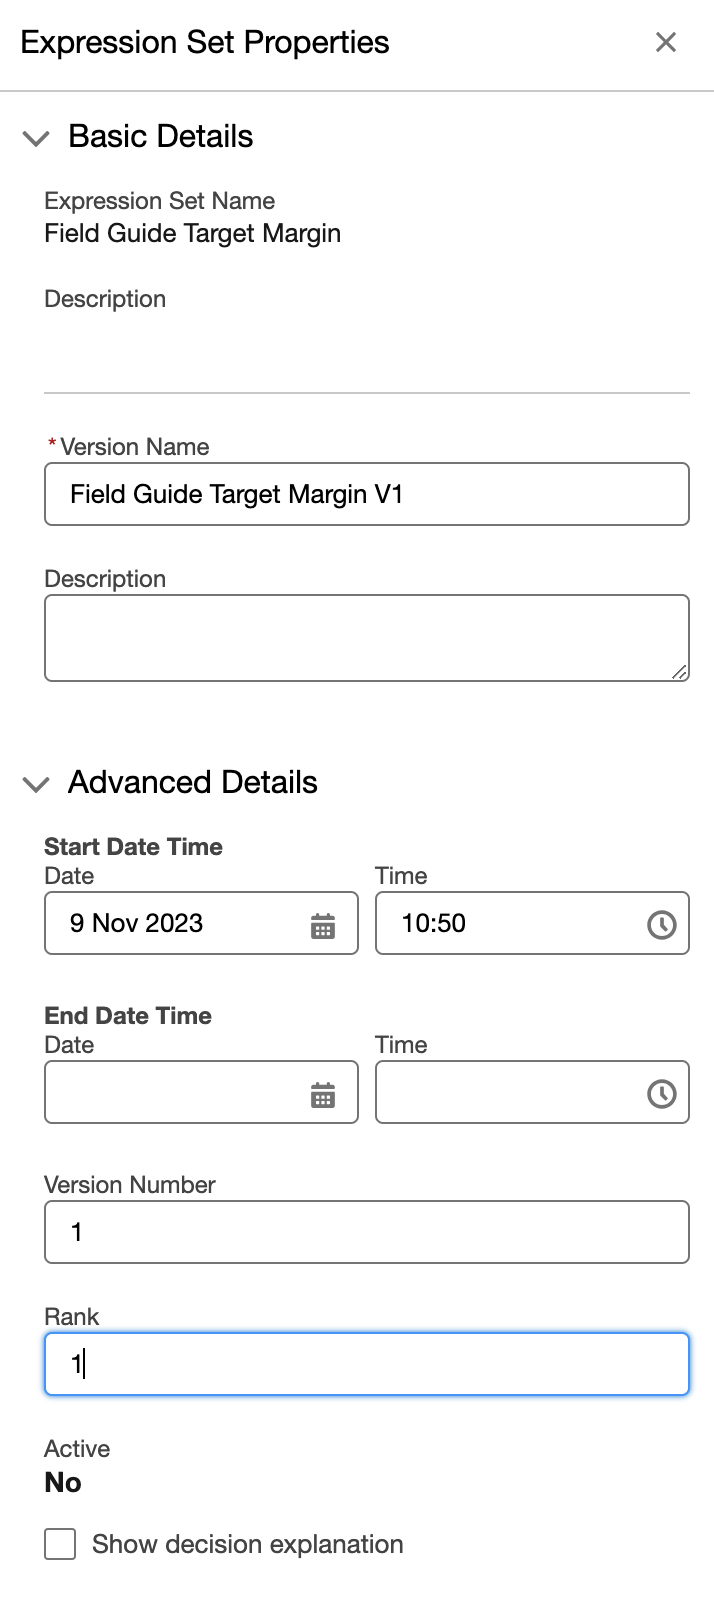 Expression Set Properties
Basic Details
Expression Set Name
Field Guide Target Margin
Description
*Version Name
Field Guide Target Margin V1
Description
Advanced Details
Start Date Time
Date Time
9 Nov 2023 10:50
End Date Time
Date Time
Version Number
1
Rank
1
Active
No
Show decision explanation